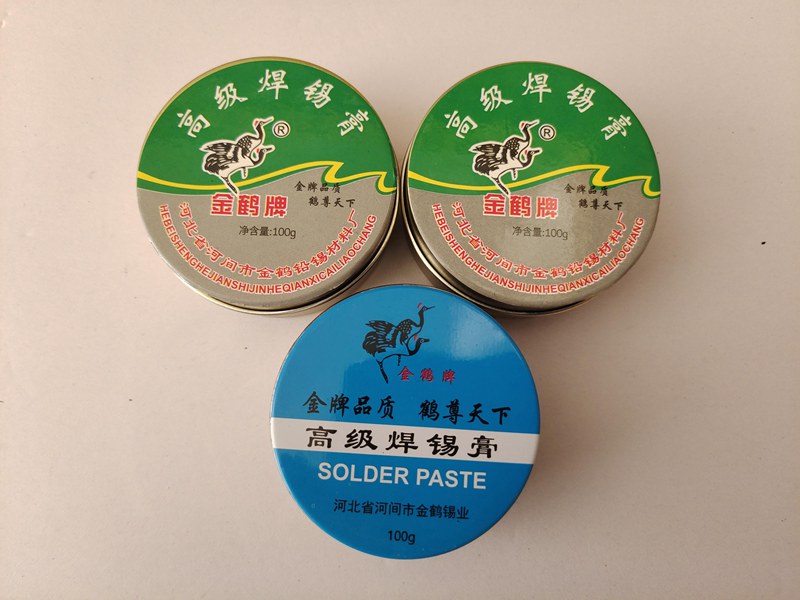 高级焊锡膏
®
金鹤牌
金牌品质
鹤尊天下
净含量:100g
河北省河间市金鹤铅锡材料厂
HEBEISHENGHEJIANSHIJINHEQIANXICAILIAOCHANG
高级焊锡膏
®
金鹤牌
金牌品质
鹤尊天下
净含量:100g
河北省河间市金鹤铅锡材料厂
HEBEISHENGHEJIANSHIJINHEQIANXICAILIAOCHANG
金鹤牌
金牌品质 鹤尊天下
高级焊锡膏
SOLDER PASTE
河北省河间市金鹤锡业
100g